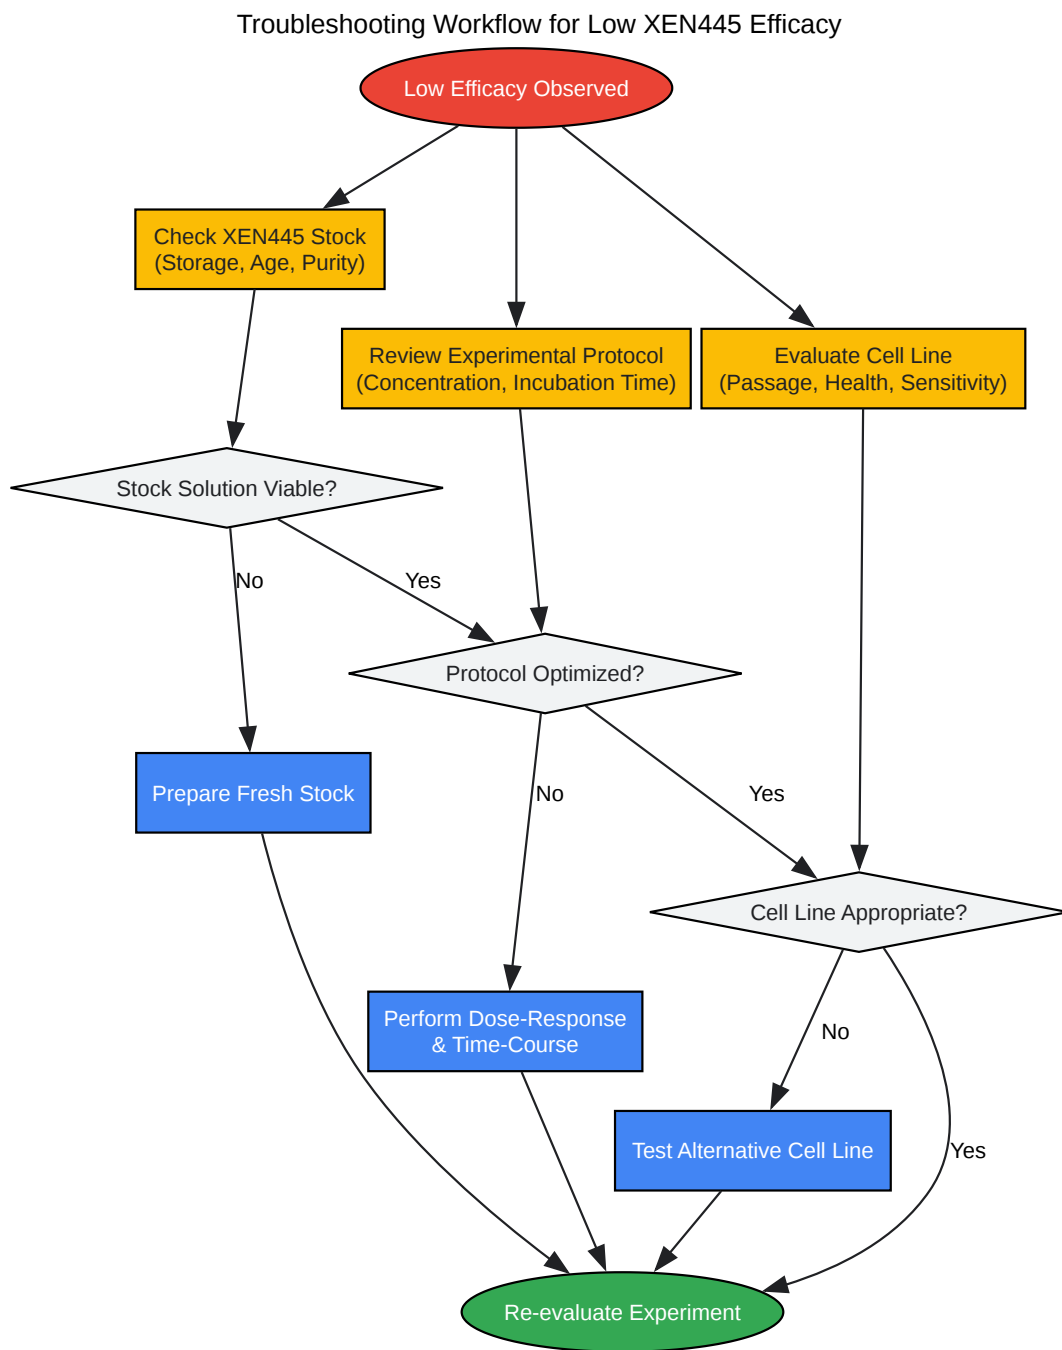 Troubleshooting Workflow for Low XEN445 Efficacy
Low Efficacy Observed
Check XEN445 Stock
(Storage, Age, Purity)
Review Experimental Protocol
(Concentration, Incubation Time)
Evaluate Cell Line
(Passage, Health, Sensitivity)
Stock Solution Viable?
No
Yes
Protocol Optimized?
Prepare Fresh Stock
No
Yes
Cell Line Appropriate?
Perform Dose-Response
& Time-Course
No
Test Alternative Cell Line
Yes
Re-evaluate Experiment